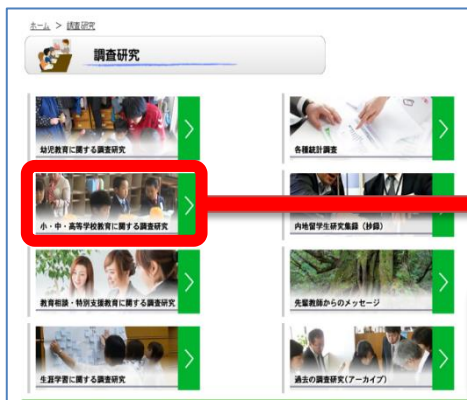 ホーム > 調査研究
調査研究
幼児教育に関する調査研究
各種統計調査
小・中・高等学校教育に関する調査研究
内地留学生研究集録（抄録）
教育相談・特別支援教育に関する調査研究
先輩教師からのメッセージ
生涯学習に関する調査研究
過去の調査研究(アーカイブ)